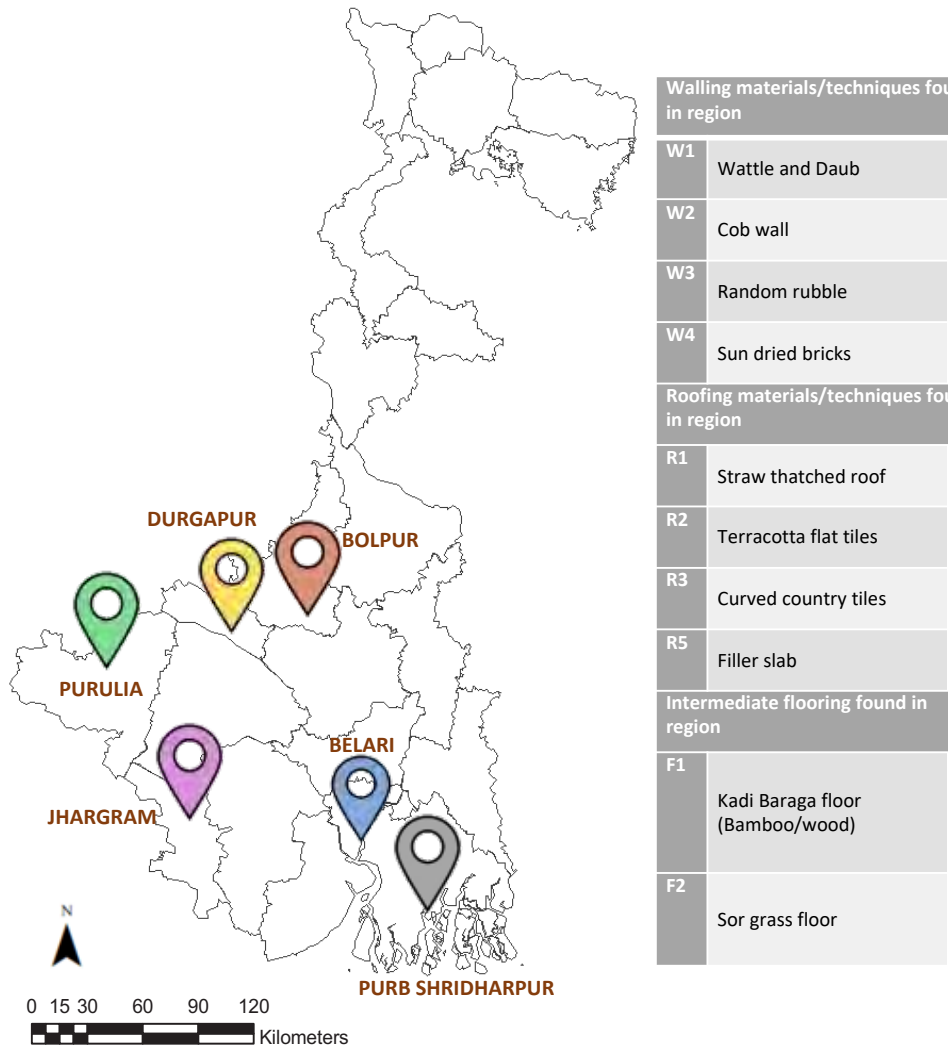 DURGAPUR
BOLPUR
PURULIA
BELARI
JHARGRAM
PURB SHRIDHARPUR
N
0 15 30 60 90 120
Kilometers
Walling materials/techniques
in region
W1 Wattle and Daub
W2 Cob wall
W3 Random rubble
W4 Sun dried bricks
Roofing materials/techniques
in region
R1 Straw thatched roof
R2 Terracotta flat tiles
R3 Curved country tiles
R5 Filler slab
Intermediate flooring found in
region
F1 Kadi Baraga floor
(Bamboo/wood)
F2 Sor grass floor